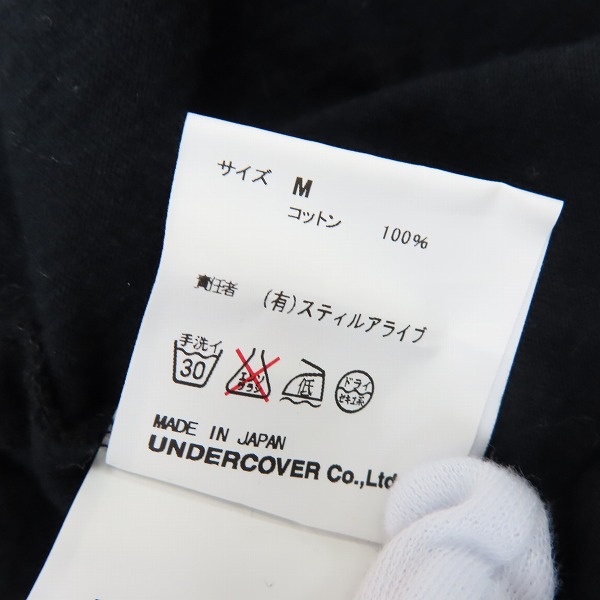 サイズ M
コットン 100%
責任者 (有)スティルアライブ
手洗イ 30 エンソサラシ 低 ドライ セキユ系
MADE IN JAPAN
UNDERCOVER Co.,Ltd